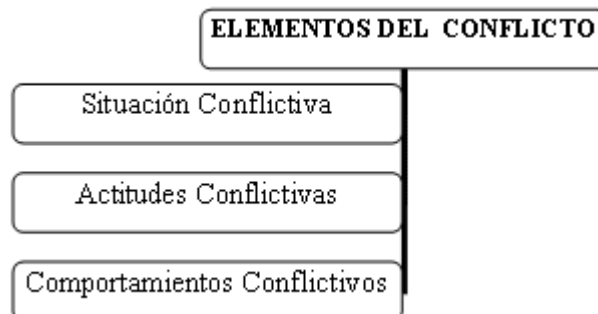 ELEMENTOS DEL CONFLICTO
Situación Conflictiva
Actitudes Conflictivas
Comportamientos Conflictivos